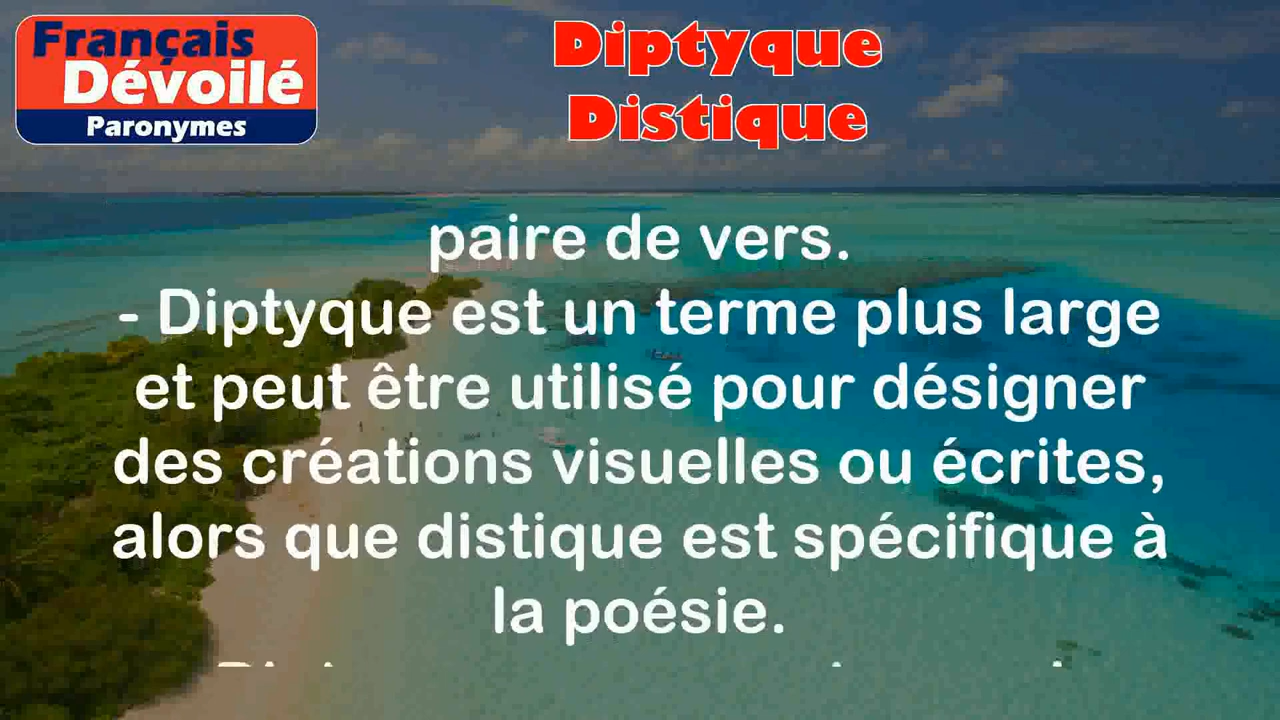 Français
Dévoilé
Paronymes
Diptyque
Distique
paire de vers.
- Diptyque est un terme plus large
et peut être utilisé pour désigner
des créations visuelles ou écrites,
alors que distique est spécifique à
la poésie.